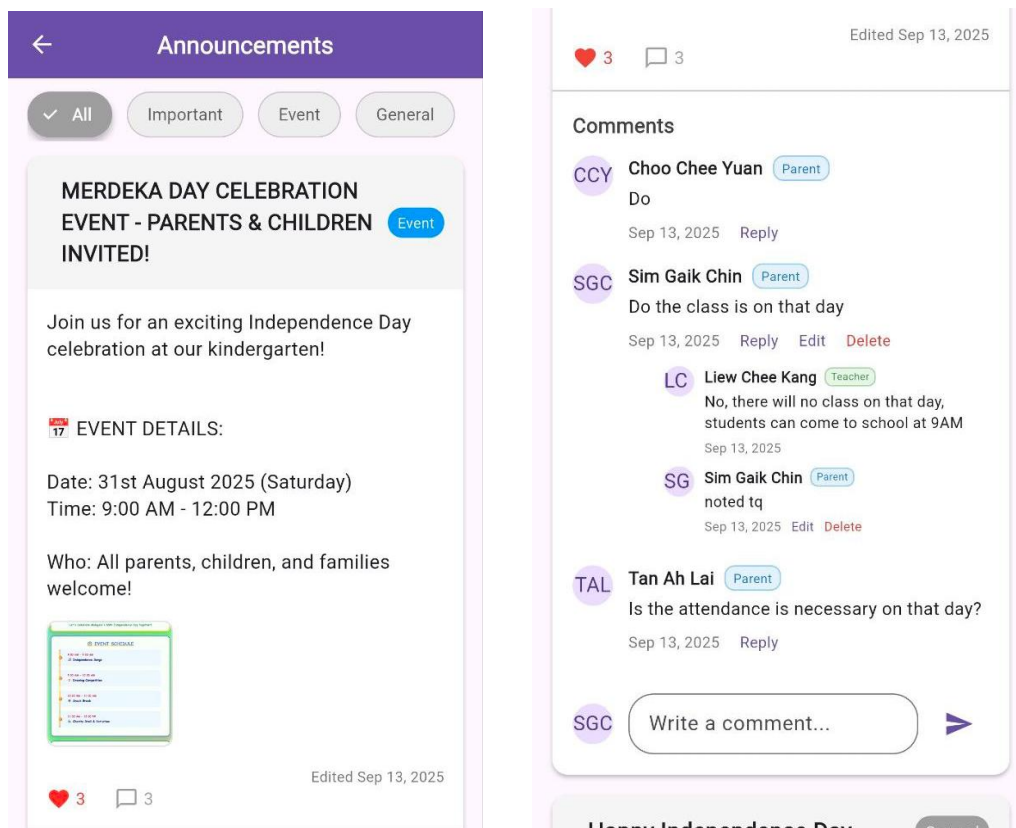 Announcements
All
Important
Event
General
MERDEKA DAY CELEBRATION
EVENT - PARENTS & CHILDREN
INVITED!
Event
Join us for an exciting Independence Day
celebration at our kindergarten!
EVENT DETAILS:
Date: 31st August 2025 (Saturday)
Time: 9:00 AM - 12:00 PM
Who: All parents, children, and families
welcome!
EVENT SCHEDULE
Edited Sep 13, 2025
3
3
Edited Sep 13, 2025
3
3
Comments
CCY
Choo Chee Yuan
Parent
Do
Sep 13, 2025
Reply
SGC
Sim Gaik Chin
Parent
Do the class is on that day
Sep 13, 2025
Reply
Edit
Delete
LC
Liew Chee Kang
Teacher
No, there will no class on that day,
students can come to school at 9AM
Sep 13, 2025
SG
Sim Gaik Chin
Parent
noted tq
Sep 13, 2025
Edit
Delete
TAL
Tan Ah Lai
Parent
Is the attendance is necessary on that day?
Sep 13, 2025
Reply
SGC
Write a comment...
Happy Independence Day